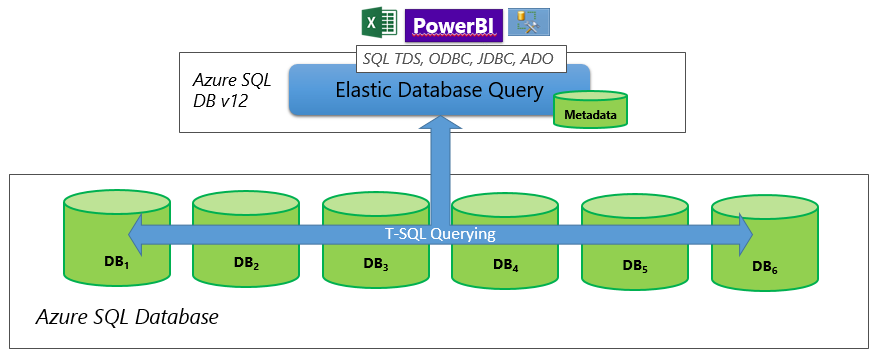 PowerBI
SQL TDS, ODBC, JDBC, ADO
Azure SQL
DB v12
Elastic Database Query
Metadata
T-SQL Querying
DB1
DB2
DB3
DB4
DB5
DB6
Azure SQL Database